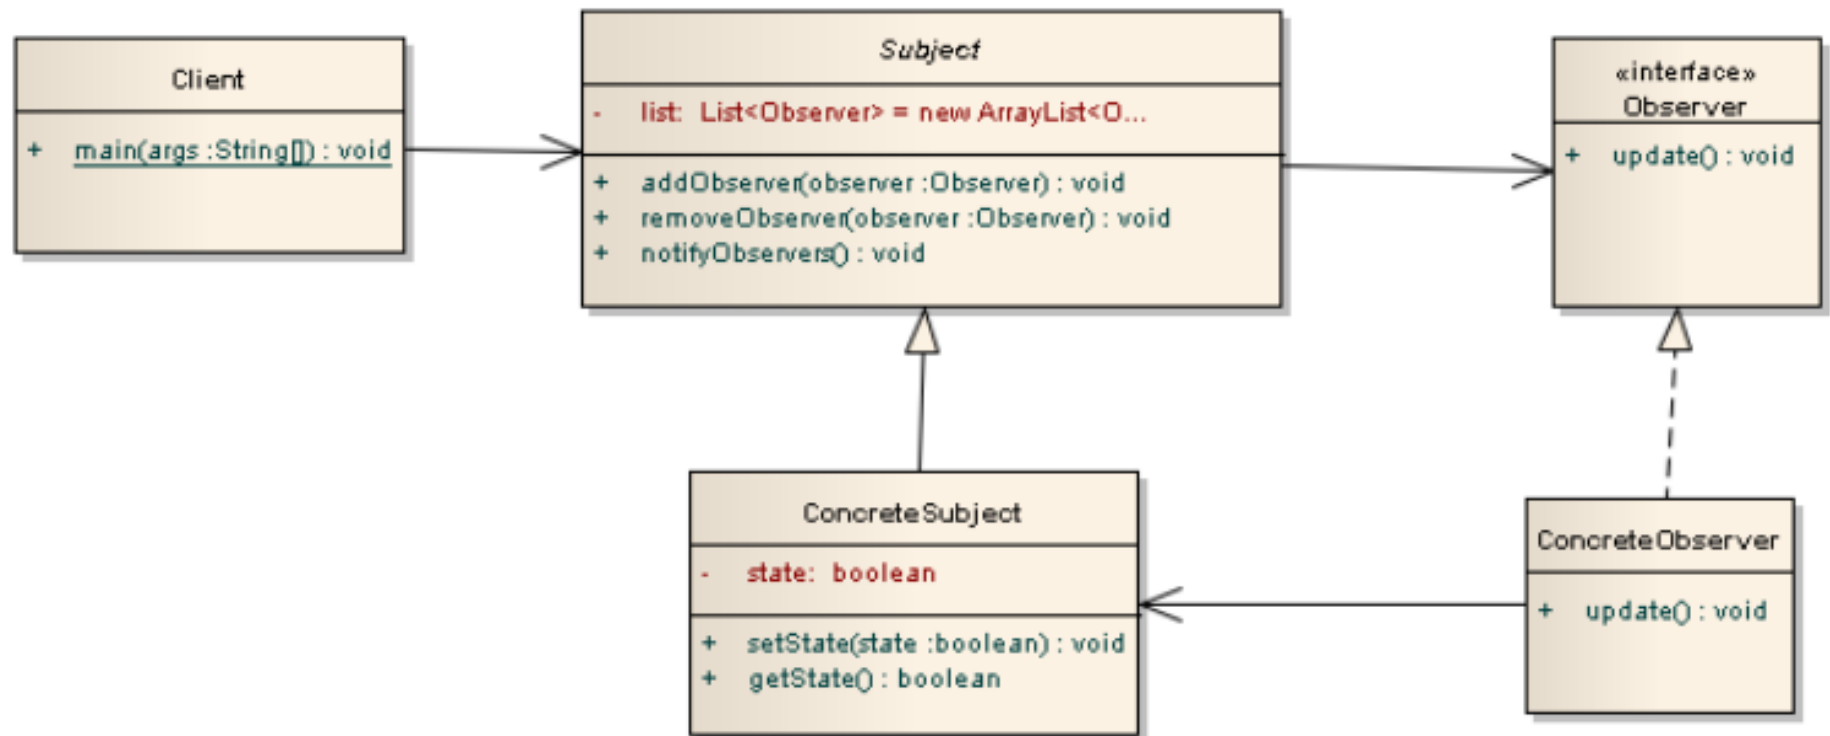 Client
+ main(args :String[]) : void
Subject
- list: List<Observer> = new ArrayList<O...
+ addObserver(observer :Observer) : void
+ removeObserver(observer :Observer) : void
+ notifyObservers() : void
«interface»
Observer
+ update() : void
ConcreteSubject
- state: boolean
+ setState(state :boolean) : void
+ getState() : boolean
ConcreteObserver
+ update() : void